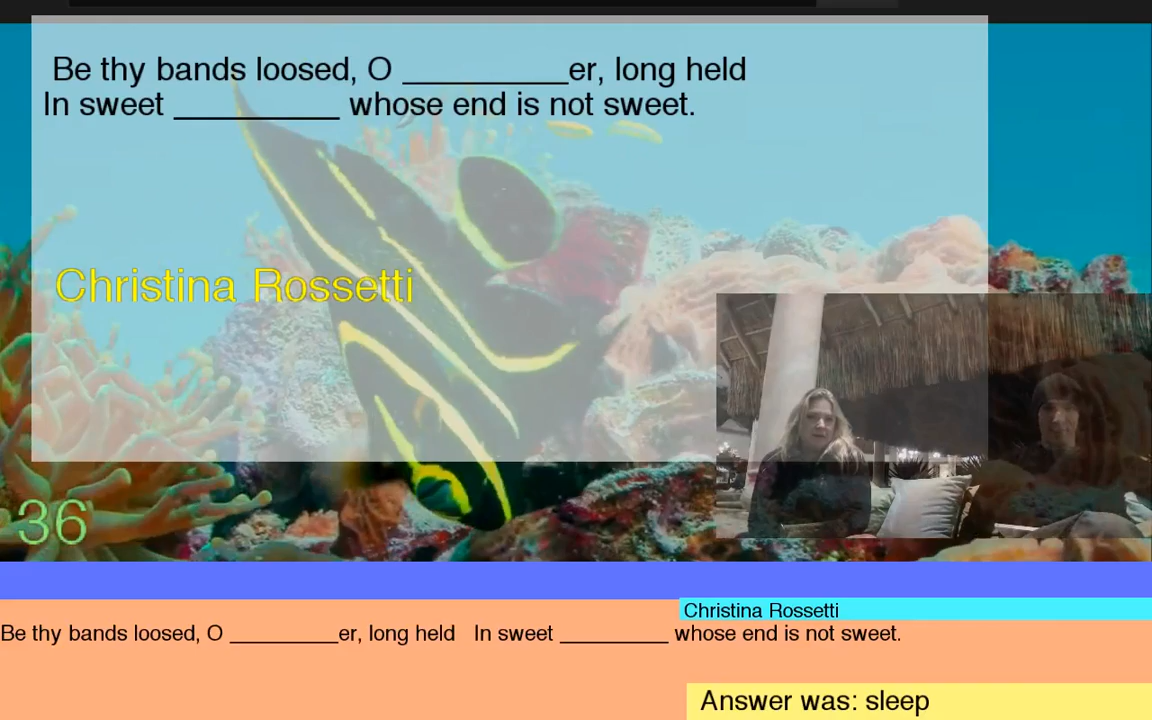 Be thy bands loosed, O __________er, long held
In sweet __________ whose end is not sweet.
Christina Rossetti
36
Christina Rossetti
Be thy bands loosed, O __________er, long held   In sweet __________ whose end is not sweet.
Answer was: sleep